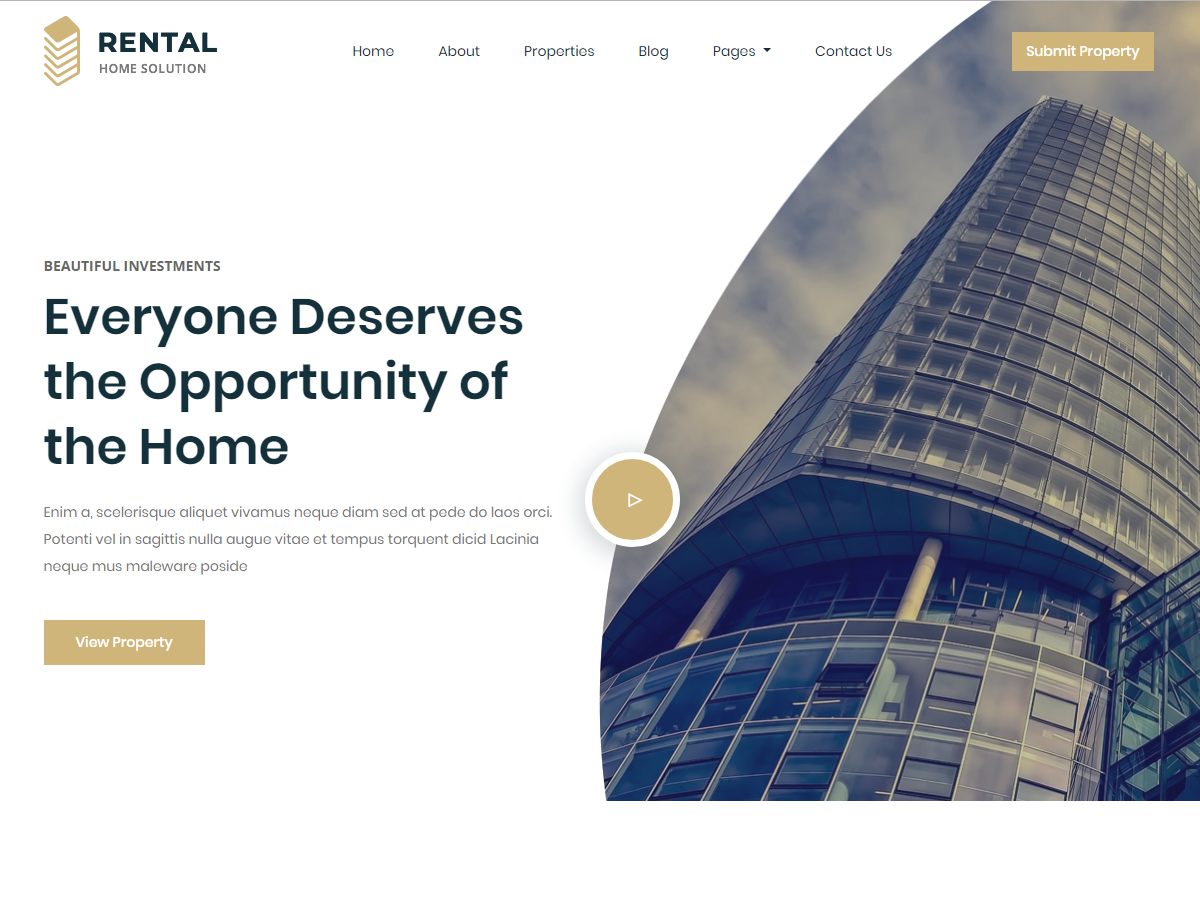 RENTAL
HOME SOLUTION
Home About Properties Blog Pages Contact Us
Submit Property
BEAUTIFUL INVESTMENTS
Everyone Deserves
the Opportunity of
the Home
Enim a, scelerisque aliquet vivamus neque diam sed at pede do laos orci.
Potenti vel in sagittis nulla augue vitae et tempus torquent dicid Lacinia
neque mus maleware poside
View Property